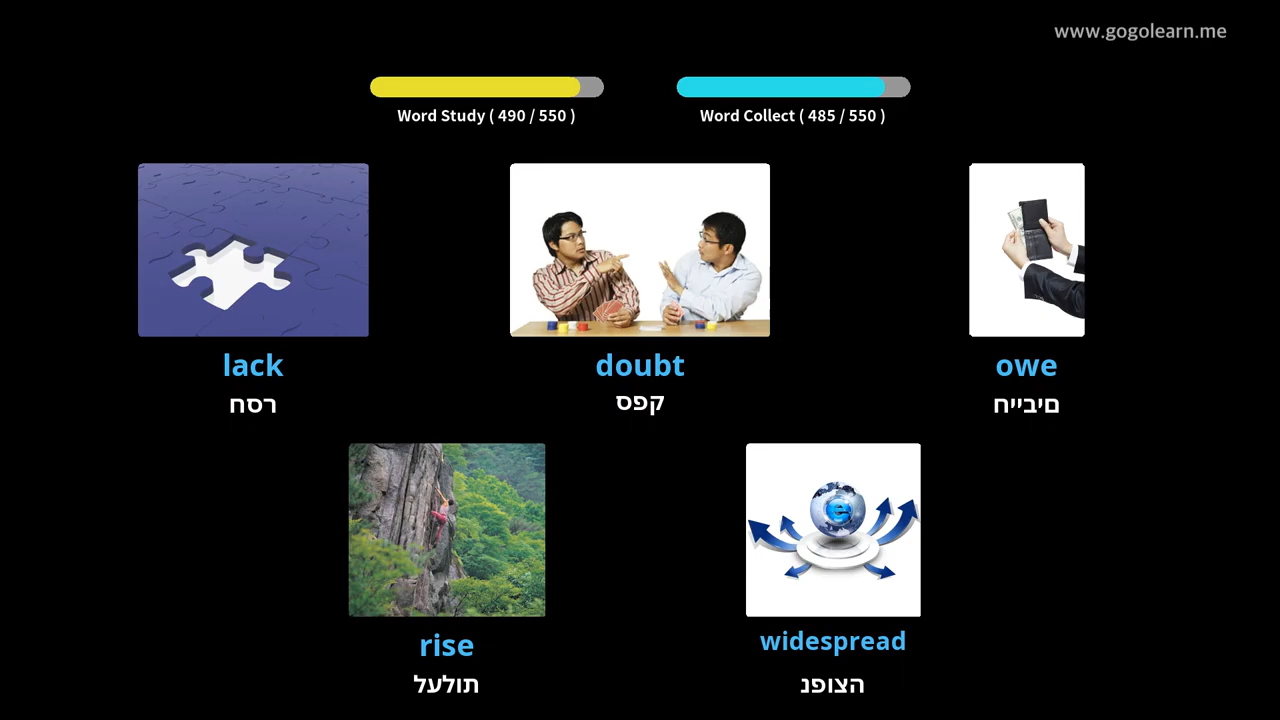 www.gogolearn.me
Word Study ( 490 / 550 )
Word Collect ( 485 / 550 )
lack
רסח
doubt
קפס
owe
םיבייח
rise
תולעל
widespread
הצופנ